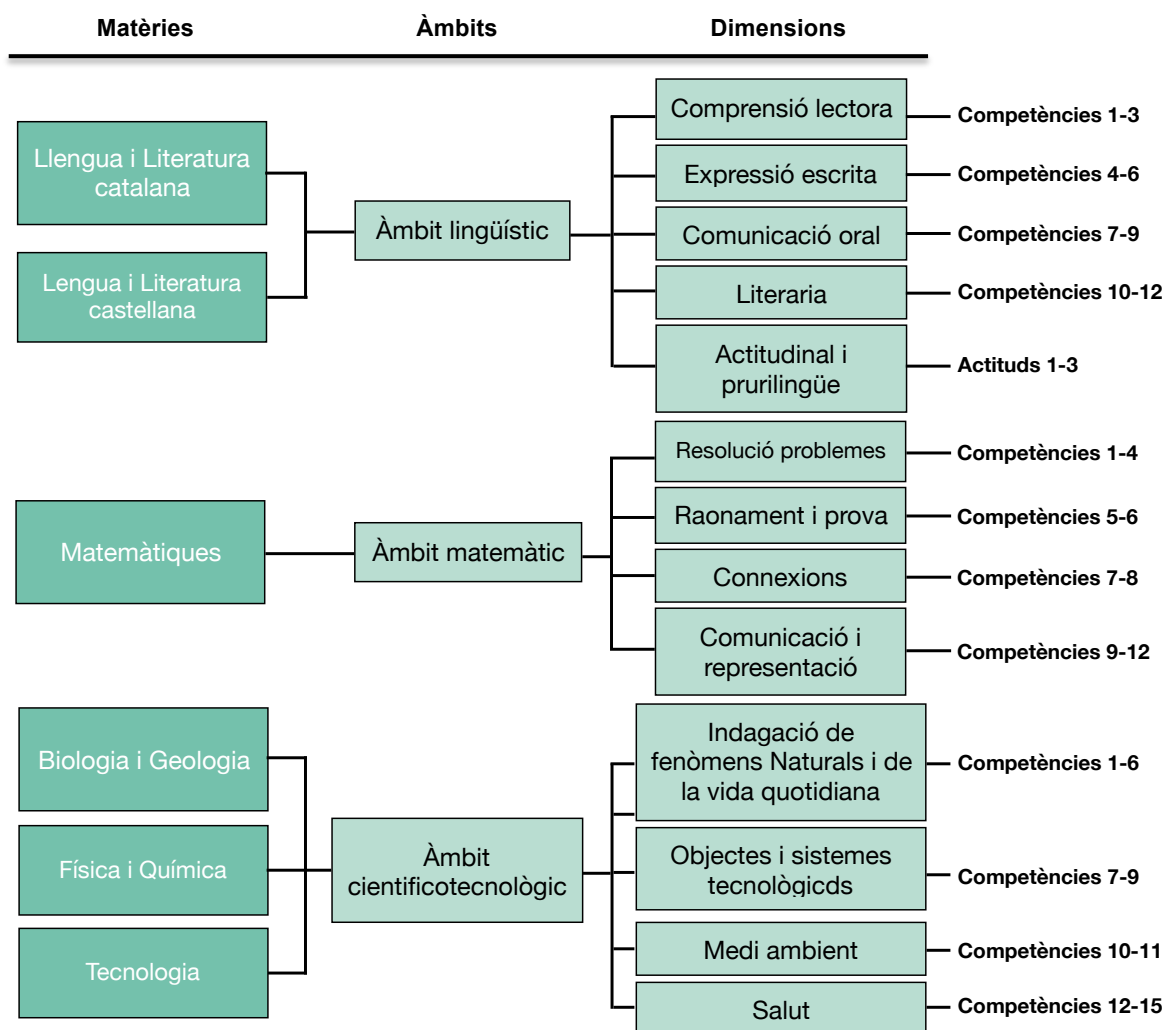 Matèries Àmbits Dimensions
Llengua i Literatura
catalana
Lengua i Literatura
castellana
Àmbit lingüístic
Comprensió lectora
Competències 1-3
Expressió escrita
Competències 4-6
Comunicació oral
Competències 7-9
Literaria
Competències 10-12
Actitudinal i
prurilingüe
Actituds 1-3
Matemàtiques
Àmbit matemàtic
Resolució problemes
Competències 1-4
Raonament i prova
Competències 5-6
Connexions
Competències 7-8
Comunicació i
representació
Competències 9-12
Biologia i Geologia
Física i Química
Tecnologia
Àmbit
cientificotecnològic
Indagació de
fenòmens Naturals i de
la vida quotidiana
Competències 1-6
Objectes i sistemes
tecnològicds
Competències 7-9
Medi ambient
Competències 10-11
Salut
Competències 12-15